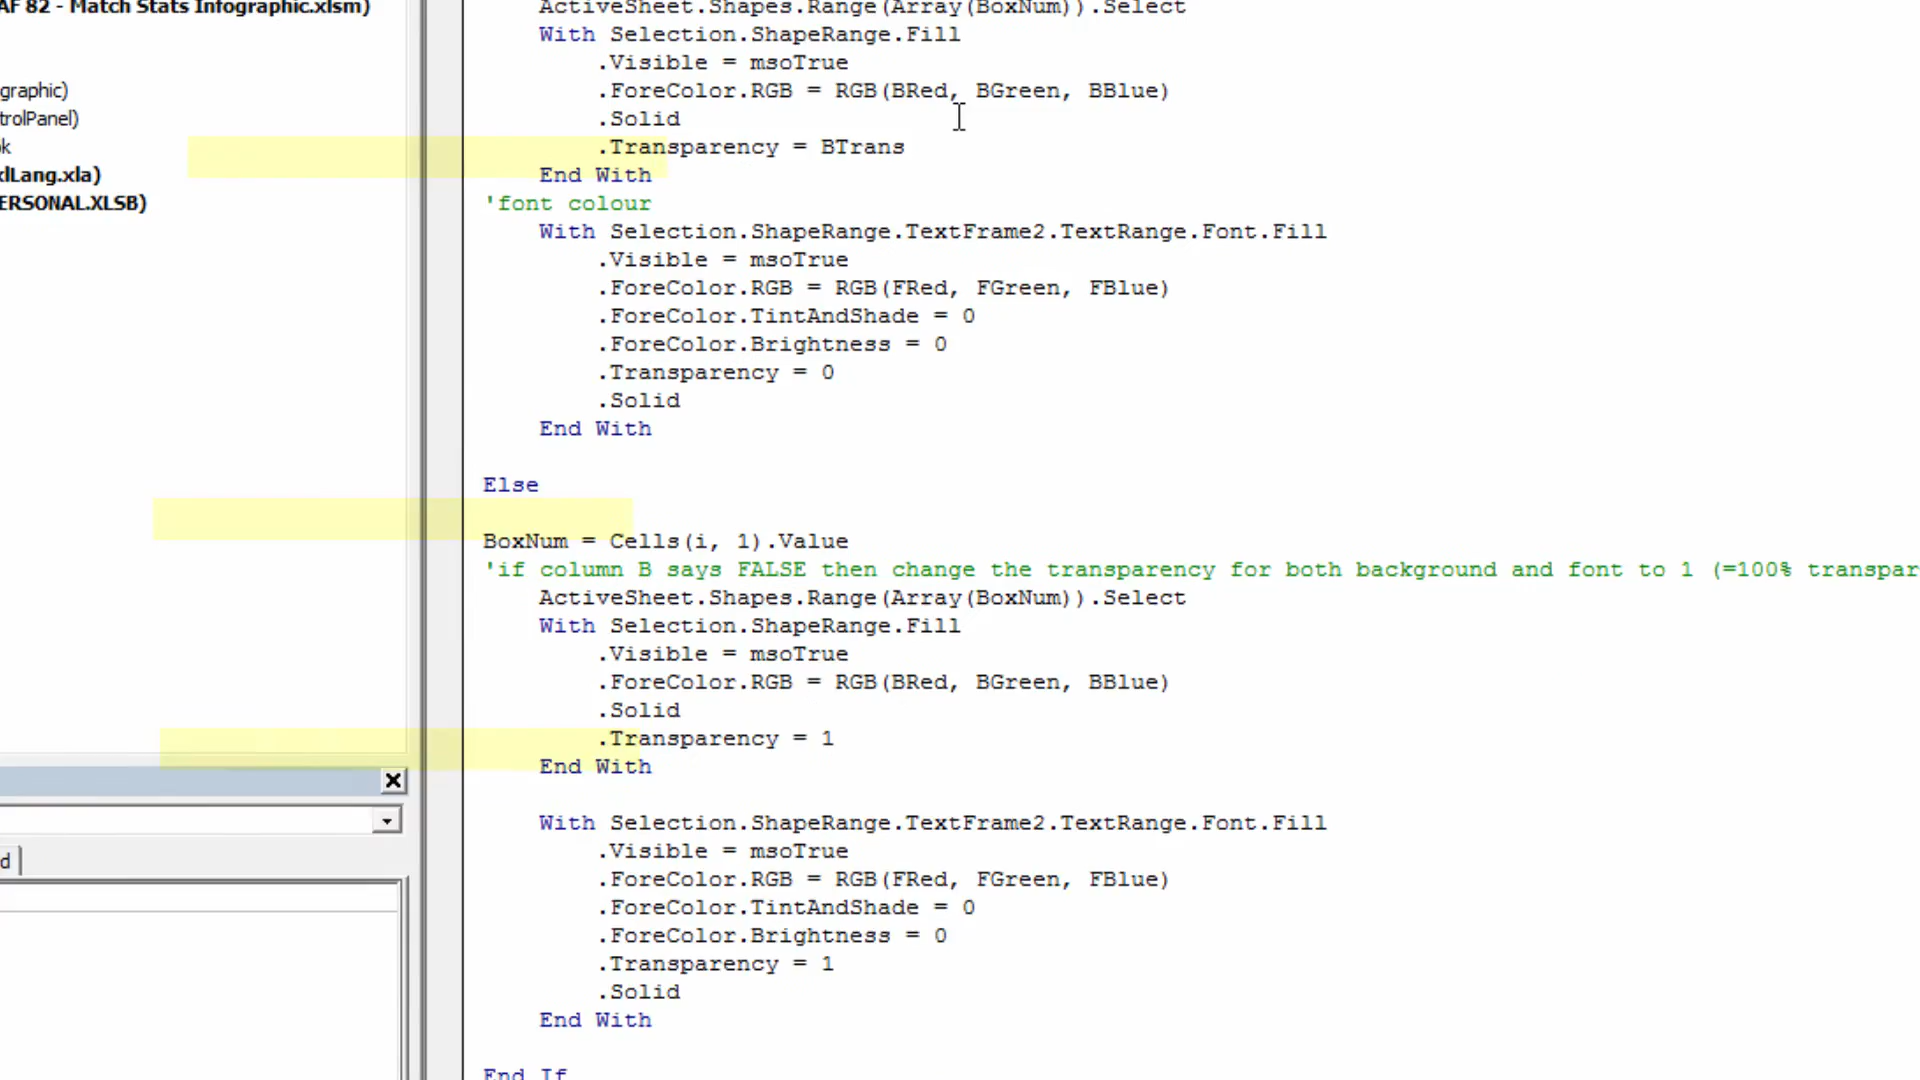 AF 82 - Match Stats Infographic.xlsm)
graphic)
trolPanel)
ok
xlLang.xla)
ERSONAL.XLSB)
d
ActiveSheet.Shapes.Range(Array(BoxNum)).Select
With Selection.ShapeRange.Fill
.Visible = msoTrue
.ForeColor.RGB = RGB(BRed, BGreen, BBlue)
.Solid
.Transparency = BTrans
End With
'font colour
With Selection.ShapeRange.TextFrame2.TextRange.Font.Fill
.Visible = msoTrue
.ForeColor.RGB = RGB(FRed, FGreen, FBlue)
.ForeColor.TintAndShade = 0
.ForeColor.Brightness = 0
.Transparency = 0
.Solid
End With
Else
BoxNum = Cells(i, 1).Value
'if column B says FALSE then change the transparency for both background and font to 1 (=100% transpar
ActiveSheet.Shapes.Range(Array(BoxNum)).Select
With Selection.ShapeRange.Fill
.Visible = msoTrue
.ForeColor.RGB = RGB(BRed, BGreen, BBlue)
.Solid
.Transparency = 1
End With
With Selection.ShapeRange.TextFrame2.TextRange.Font.Fill
.Visible = msoTrue
.ForeColor.RGB = RGB(FRed, FGreen, FBlue)
.ForeColor.TintAndShade = 0
.ForeColor.Brightness = 0
.Transparency = 1
.Solid
End With
End If